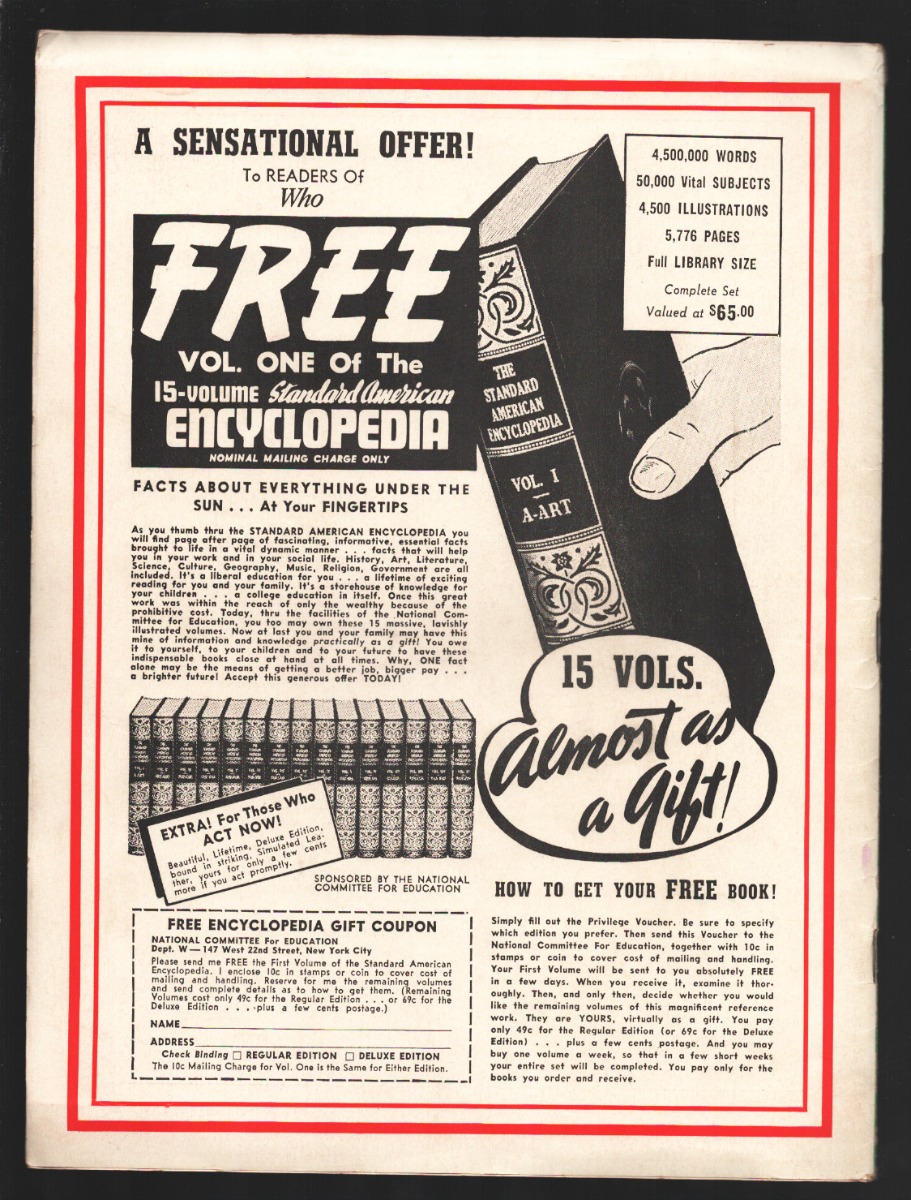 A SENSATIONAL OFFER!
To READERS Of
Who
FREE
VOL. ONE Of The
15-VOLUME Standard American
ENCYCLOPEDIA
NOMINAL MAILING CHARGE ONLY
4,500,000 WORDS
50,000 Vital SUBJECTS
4,500 ILLUSTRATIONS
5,776 PAGES
Full LIBRARY SIZE
Complete Set
Valued at $65.00
THE
STANDARD
AMERICAN
ENCYCLOPEDIA
VOL. I
A-ART
FACTS ABOUT EVERYTHING UNDER THE
SUN . . . At Your FINGERTIPS
As you thumb thru the STANDARD AMERICAN ENCYCLOPEDIA you
will find page after page of fascinating, informative, essential facts
brought to life in a vital dynamic manner . . . facts that will help
you in your work and in your social life. History, Art, Literature,
Science, Culture, Geography, Music, Religion, Government are all
included. It's a liberal education for you . . . a lifetime of exciting
reading for you and your family. It's a storehouse of knowledge for
your children . . . a college education in itself. Once this great
work was within the reach of only the wealthy because of the
prohibitive cost. Today, thru the facilities of the National Com-
mittee for Education, you too may own these 15 massive, lavishly
illustrated volumes. Now at last you and your family may have this
mine of information and knowledge practically as a gift! You owe
it to yourself, to your children and to your future to have these
indispensable books close at hand at all times. Why, ONE fact
alone may be the means of getting a better job, bigger pay . . .
a brighter future! Accept this generous offer TODAY!
15 VOLS.
Almost as
a Gift!
EXTRA! For Those Who
ACT NOW!
Beautiful, Lifetime, Deluxe Edition,
bound in striking, Simulated Lea-
ther, yours for only a few cents
more if you act promptly.
SPONSORED BY THE NATIONAL
COMMITTEE FOR EDUCATION
FREE ENCYCLOPEDIA GIFT COUPON
NATIONAL COMMITTEE For EDUCATION
Dept. W — 147 West 22nd Street, New York City
Please send me FREE the First Volume of the Standard American
Encyclopedia. I enclose 10c in stamps or coin to cover cost of
mailing and handling. Reserve for me the remaining volumes
and send complete details as to how to get them. (Remaining
Volumes cost only 49c for the Regular Edition . . . or 69c for the
Deluxe Edition . . . .plus a few cents postage.)
NAME
ADDRESS
Check Binding □ REGULAR EDITION □ DELUXE EDITION
The 10c Mailing Charge for Vol. One is the Same for Either Edition.
HOW TO GET YOUR FREE BOOK!
Simply fill out the Privilege Voucher. Be sure to specify
which edition you prefer. Then send this Voucher to the
National Committee For Education, together with 10c in
stamps or coin to cover cost of mailing and handling.
Your First Volume will be sent to you absolutely FREE
in a few days. When you receive it, examine it thor-
oughly. Then, and only then, decide whether you would
like the remaining volumes of this magnificent reference
work. They are YOURS, virtually as a gift. You pay
only 49c for the Regular Edition (or 69c for the Deluxe
Edition) . . . plus a few cents postage. And you may
buy one volume a week, so that in a few short weeks
your entire set will be completed. You pay only for the
books you order and receive.